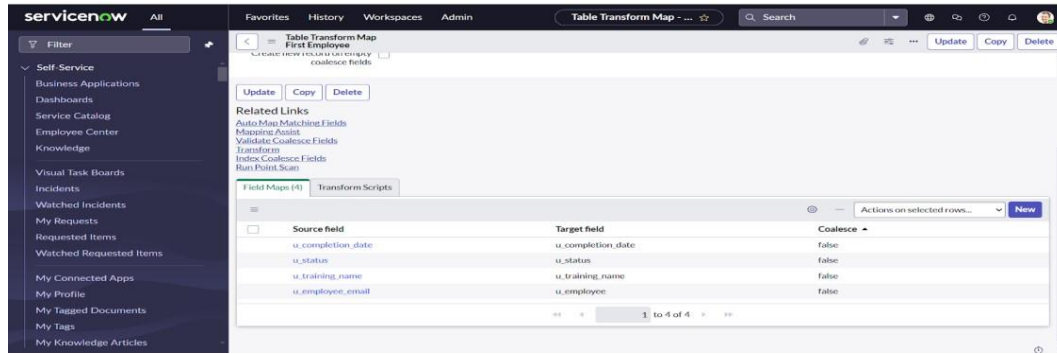 servicenow All Favorites History Workspaces Admin Table Transform Map - ... Search
Filter
Table Transform Map
First Employee
Update Copy Delete
Create new record on empty
coalesce fields
Self-Service
Business Applications
Dashboards
Service Catalog
Employee Center
Knowledge
Visual Task Boards
Incidents
Watched Incidents
My Requests
Requested Items
Watched Requested Items
My Connected Apps
My Profile
My Tagged Documents
My Tags
My Knowledge Articles
Update Copy Delete
Related Links
Auto Map Matching Fields
Mapping Assist
Validate Coalesce Fields
Transform
Index Coalesce Fields
Run Point Scan
Field Maps (4) Transform Scripts
Actions on selected rows... New
Source field Target field Coalesce
u_completion_date u_completion_date false
u_status u_status false
u_training_name u_training_name false
u_employee_email u_employee false
1 to 4 of 4